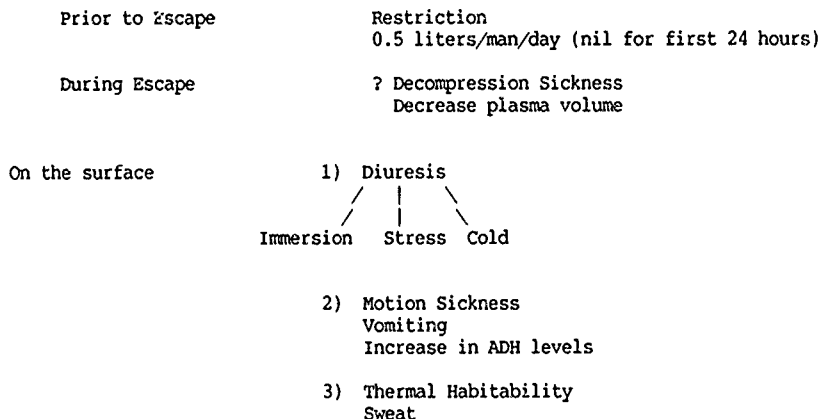 Prior to Escape Restriction
0.5 liters/man/day (nil for first 24 hours)
During Escape ? Decompression Sickness
Decrease plasma volume
On the surface 1) Diuresis
Immersion Stress Cold
2) Motion Sickness
Vomiting
Increase in ADH levels
3) Thermal Habitability
Sweat